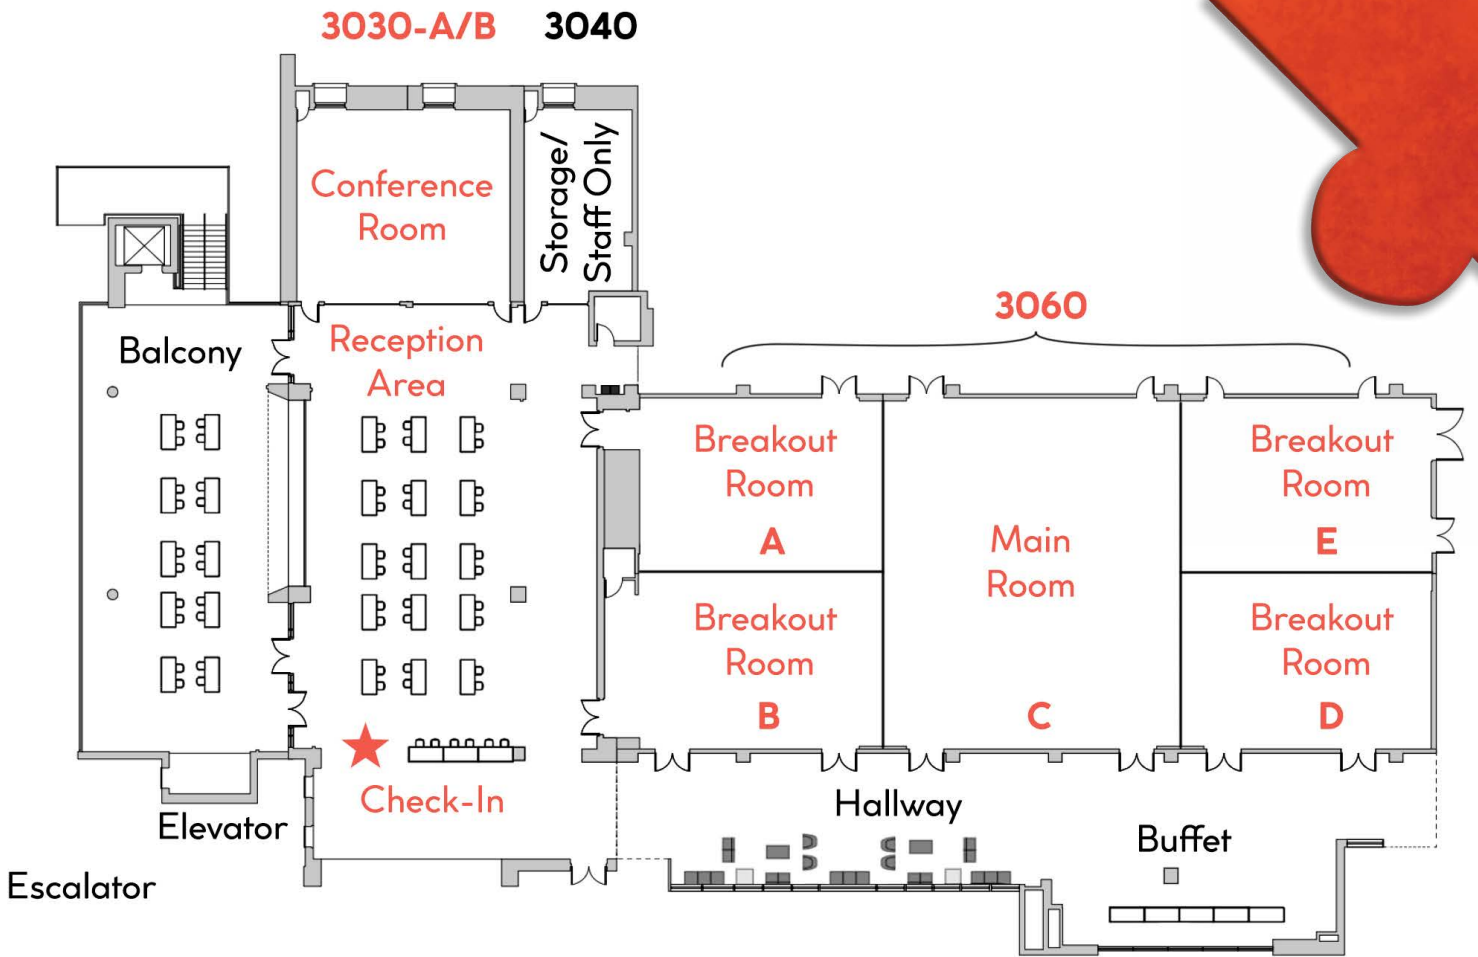 3030-A/B
3040
Conference
Room
Storage/
Staff Only
Balcony
Reception
Area
3060
Breakout
Room
A
Main
Room
C
Breakout
Room
E
Breakout
Room
B
Breakout
Room
D
Check-In
Hallway
Elevator
Buffet
Escalator